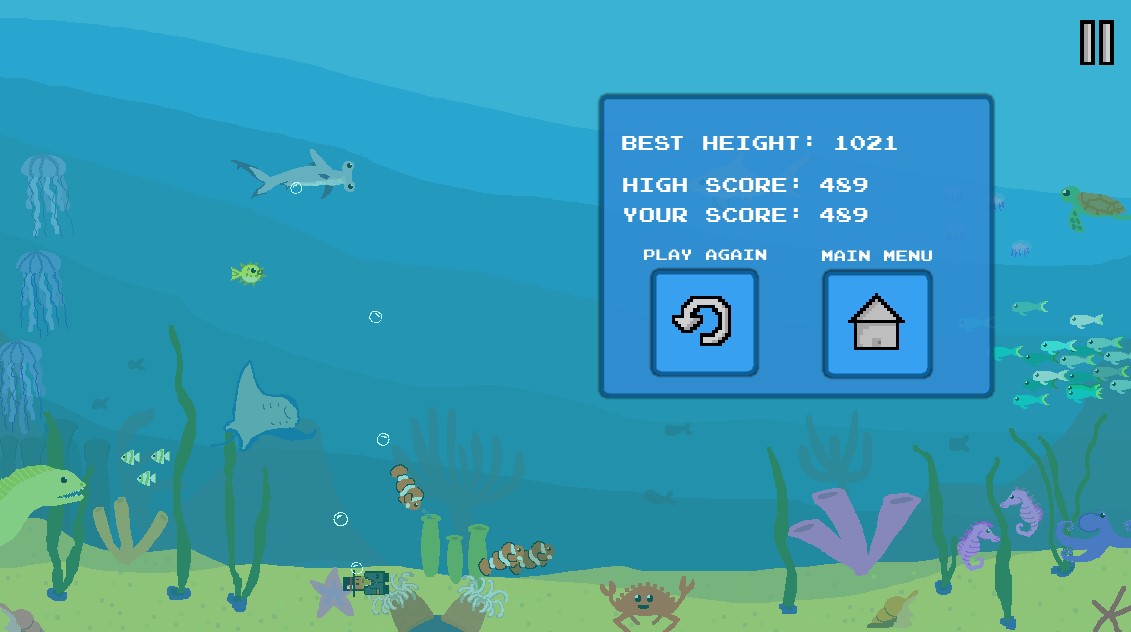 BEST HEIGHT: 1021
HIGH SCORE: 489
YOUR SCORE: 489
PLAY AGAIN
MAIN MENU